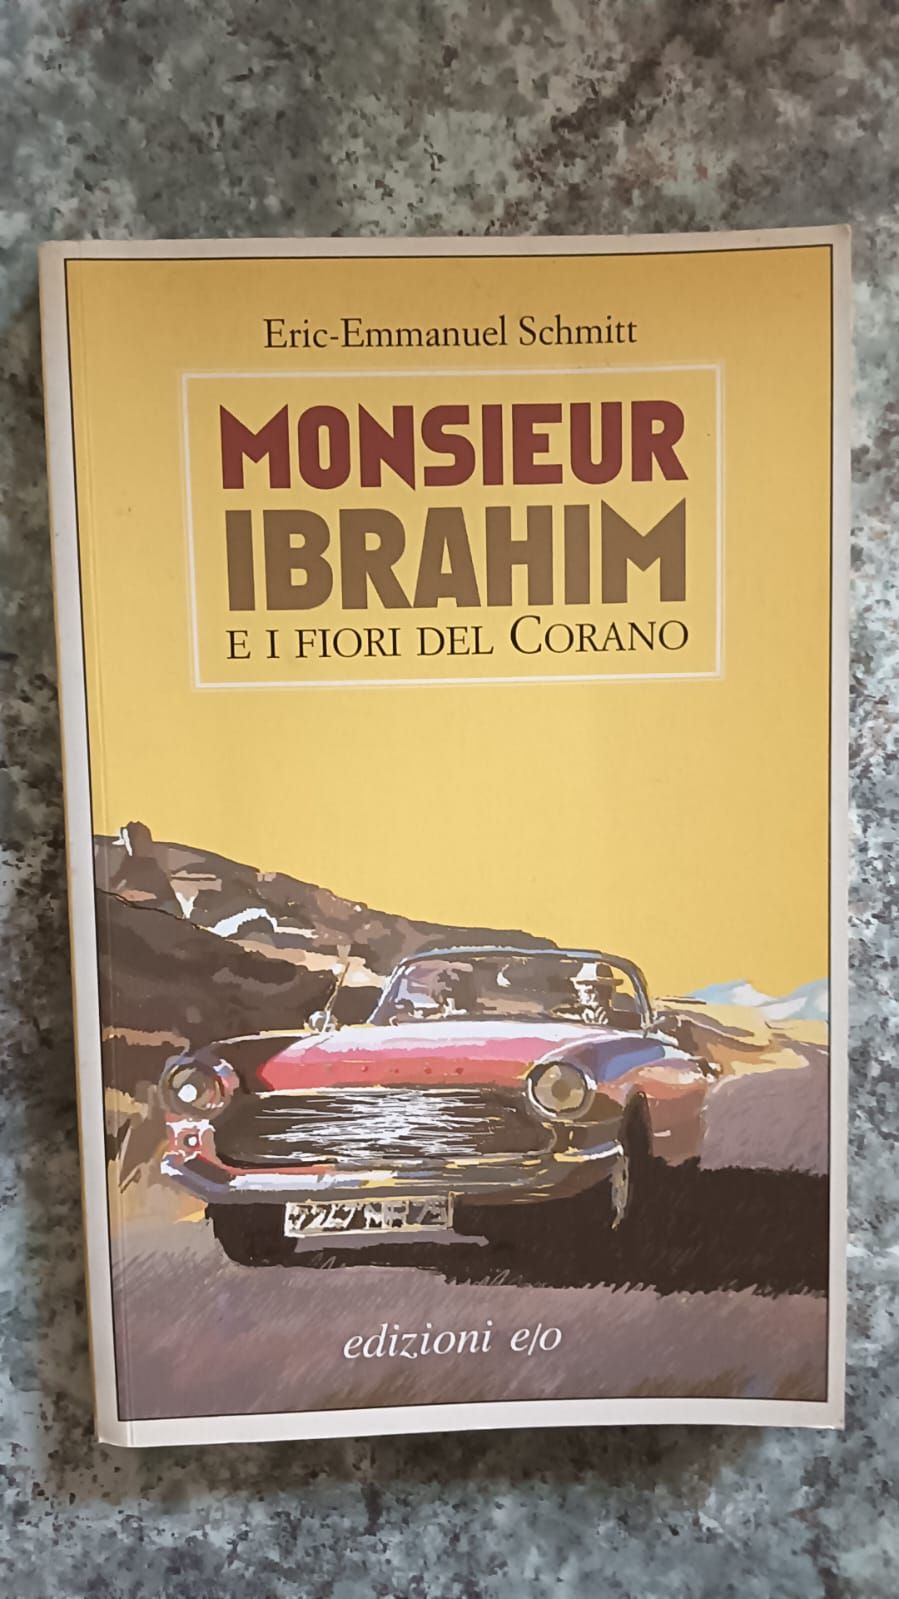 Eric-Emmanuel Schmitt
MONSIEUR
IBRAHIM
E I FIORI DEL CORANO
edizioni e/o